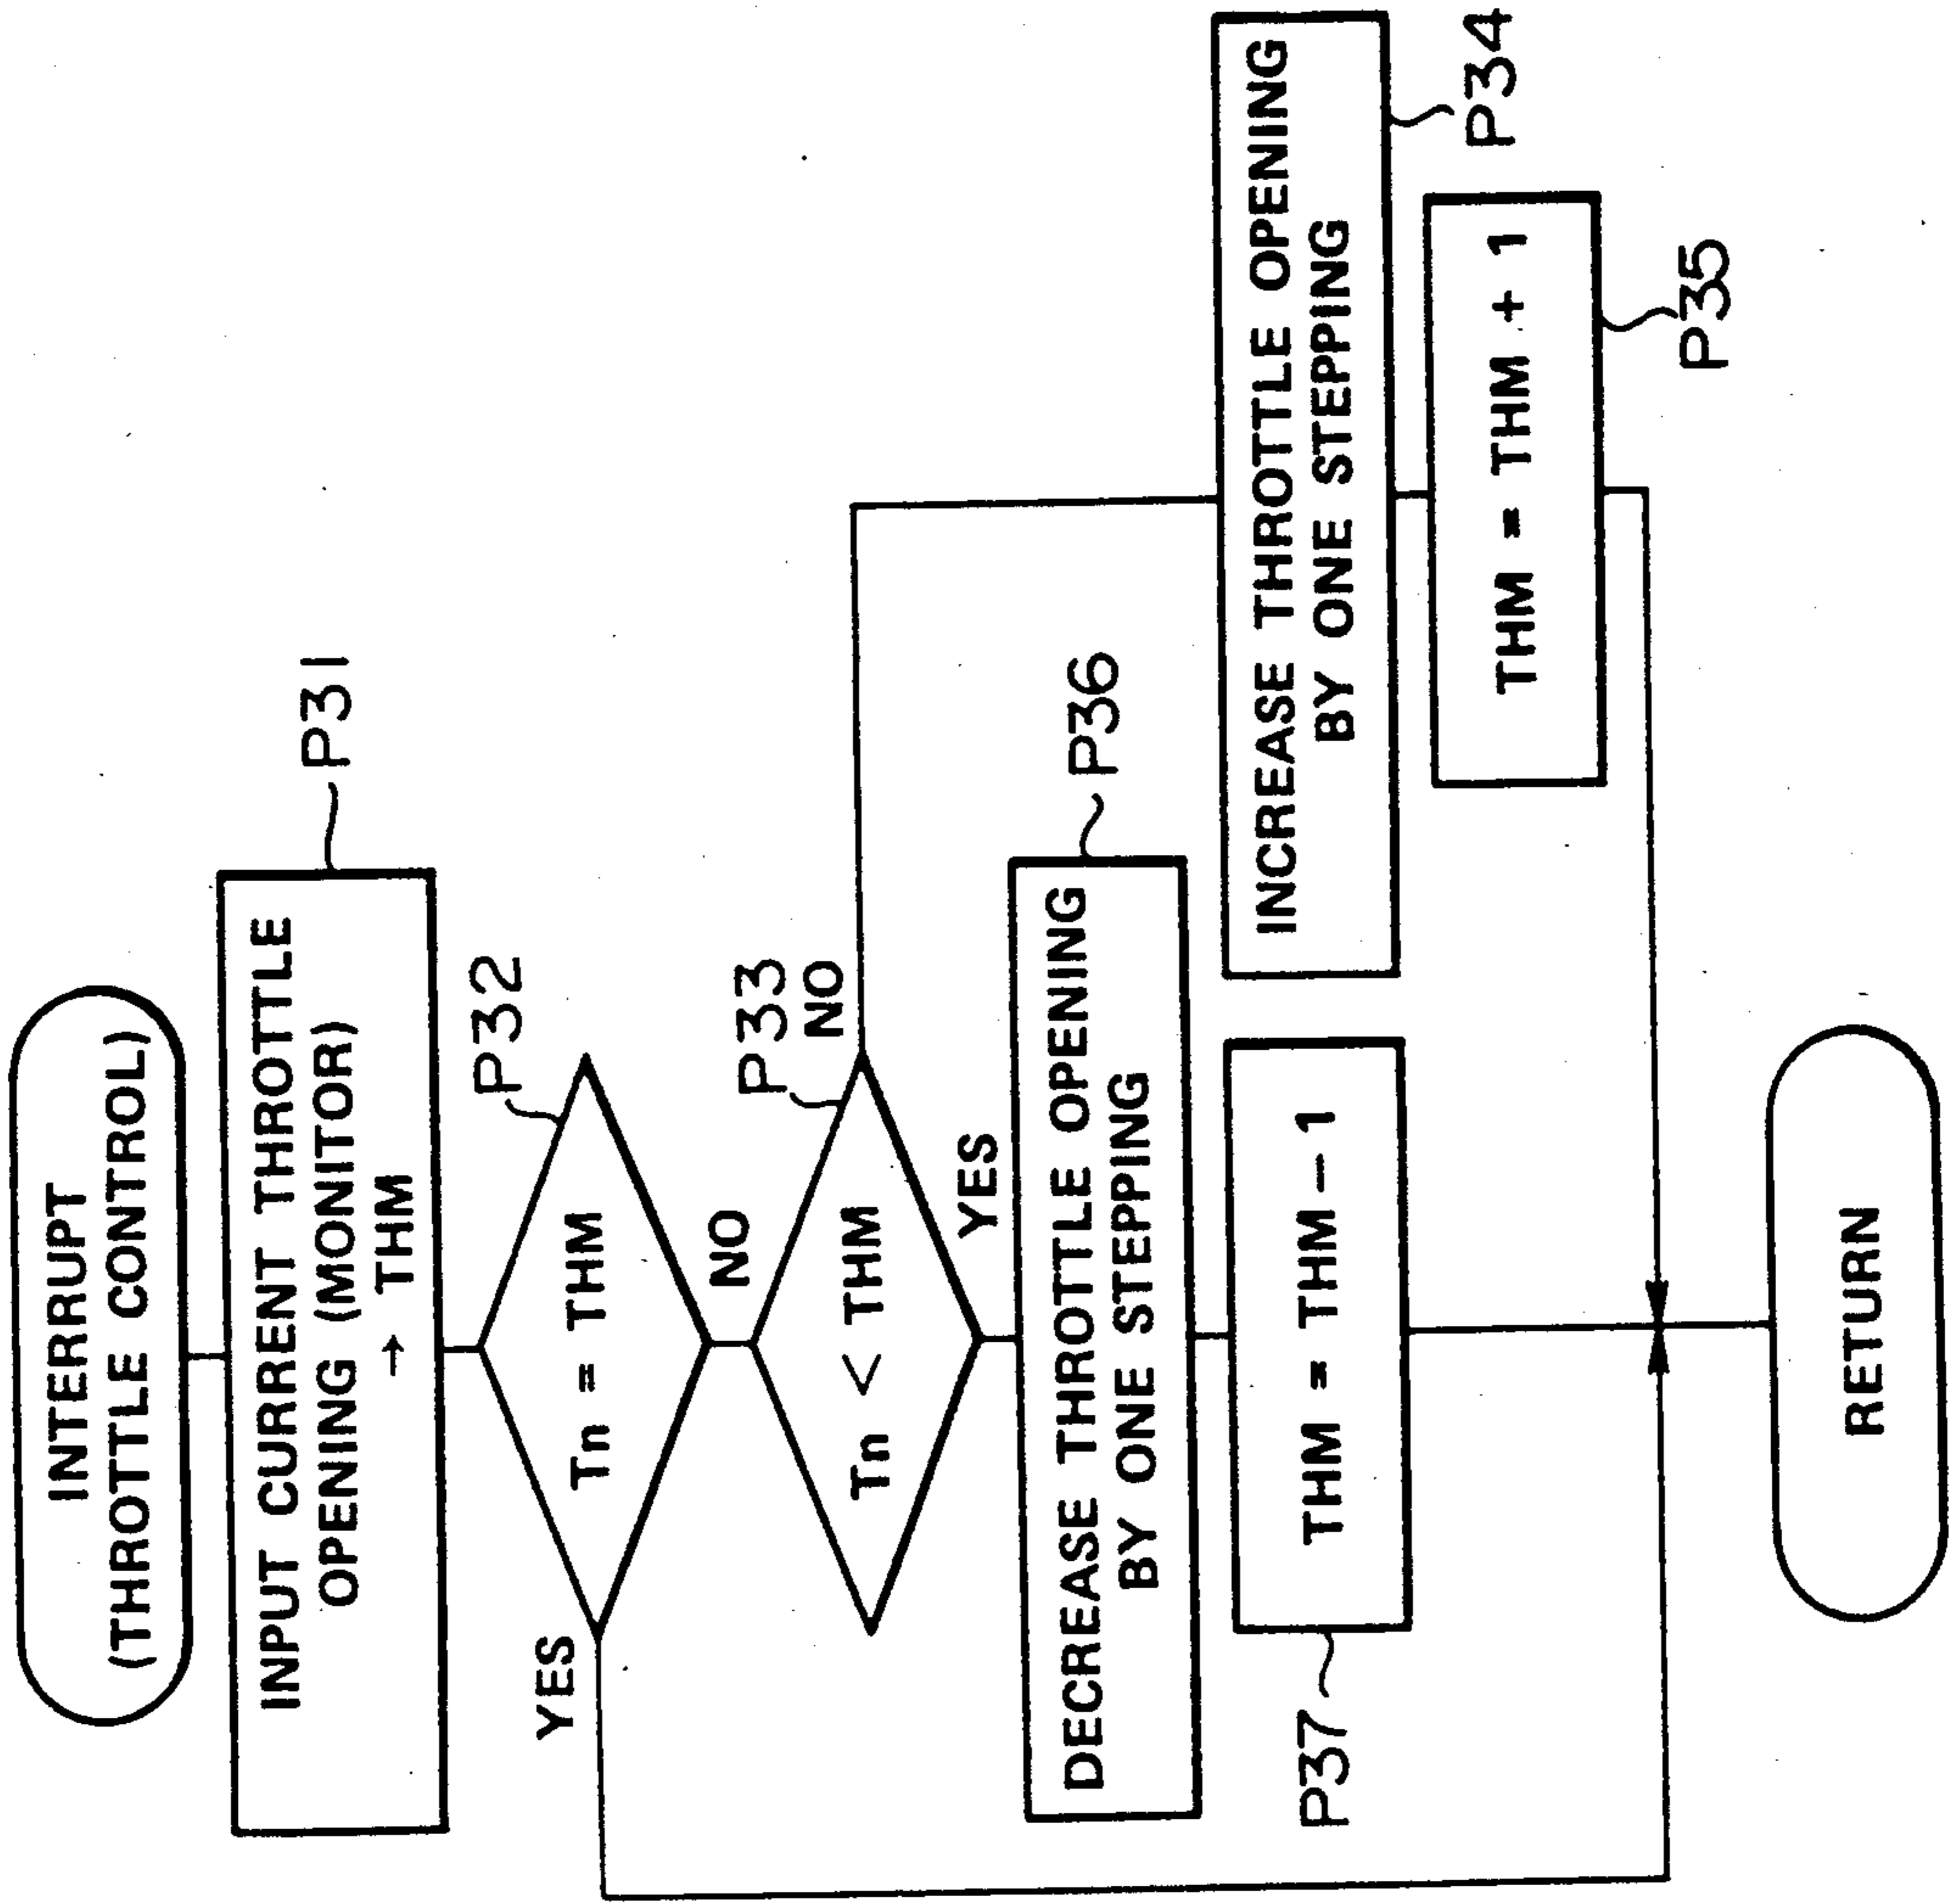 INTERRUPT
(THROTTLE CONTROL)
INPUT CURRENT THROTTLE
OPENING (MONITOR)
→ THM
P31
P32
Tn = THM
YES
NO
P33
Tn < THM
NO
YES
DECREASE THROTTLE OPENING
BY ONE STEPPING
P36
THM = THM - 1
P37
INCREASE THROTTLE OPENING
BY ONE STEPPING
P34
THM = THM + 1
P35
RETURN